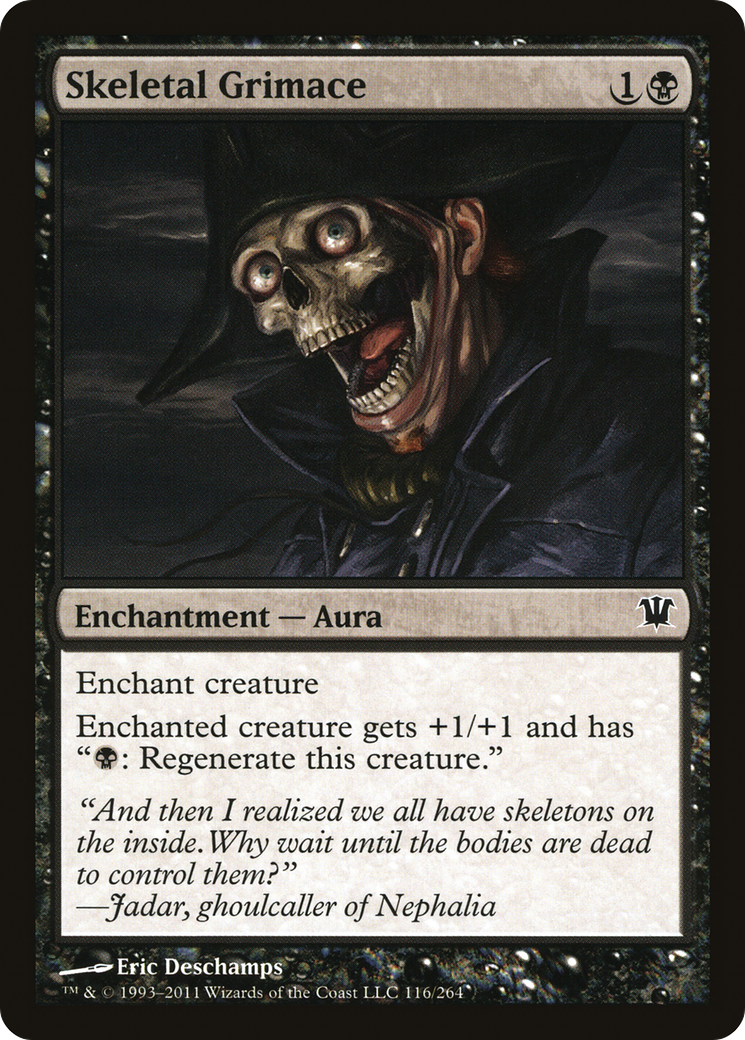 Skeletal Grimace 1
Enchantment — Aura
Enchant creature
Enchanted creature gets +1/+1 and has
“: Regenerate this creature.”
“And then I realized we all have skeletons on
the inside. Why wait until the bodies are dead
to control them?”
—Jadar, ghoulcaller of Nephalia
Eric Deschamps
™ & © 1993–2011 Wizards of the Coast LLC 116/264